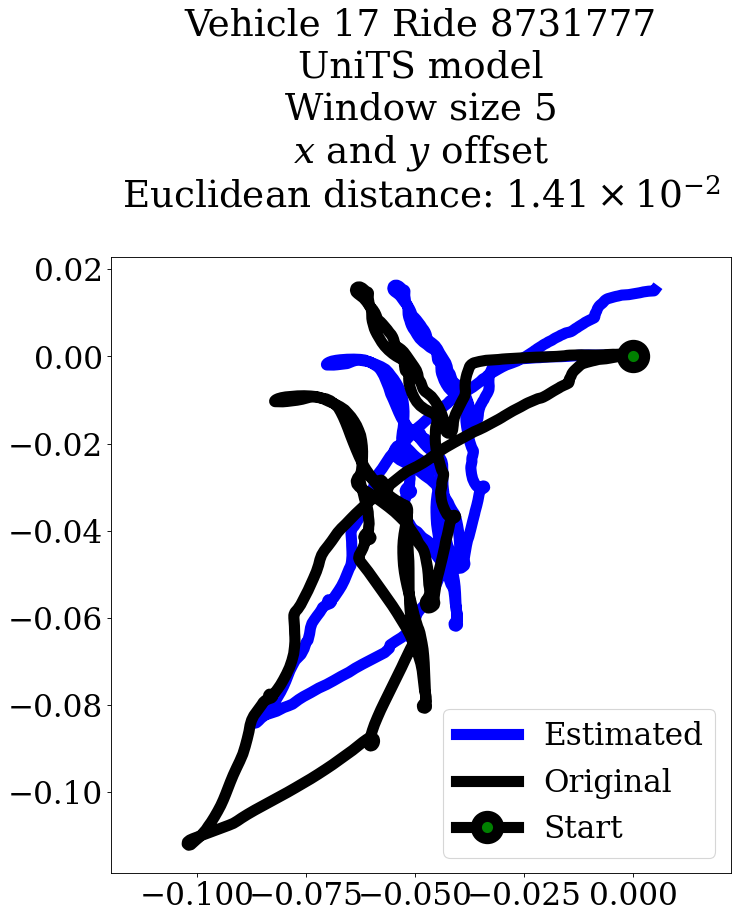 Vehicle 17 Ride 8731777
UniTS model
Window size 5
x and y offset
Euclidean distance: 1.41 × 10⁻²
0.02
0.00
−0.02
−0.04
−0.06
−0.08
−0.10
Estimated
Original
Start
−0.100 −0.075 −0.050 −0.025 0.000